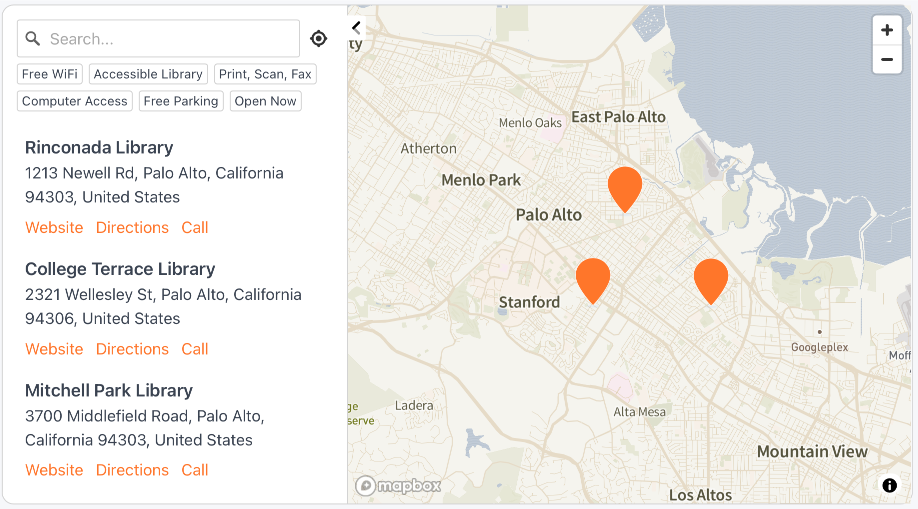 Search...
Free WiFi
Accessible Library
Print, Scan, Fax
Computer Access
Free Parking
Open Now
Rinconada Library
1213 Newell Rd, Palo Alto, California
94303, United States
Website Directions Call
College Terrace Library
2321 Wellesley St, Palo Alto, California
94306, United States
Website Directions Call
Mitchell Park Library
3700 Middlefield Road, Palo Alto,
California 94303, United States
Website Directions Call
ty
East Palo Alto
Menlo Oaks
Atherton
Menlo Park
Palo Alto
Stanford
Googleplex
Moff
Ladera
ge
serve
Alta Mesa
Mountain View
Los Altos
mapbox